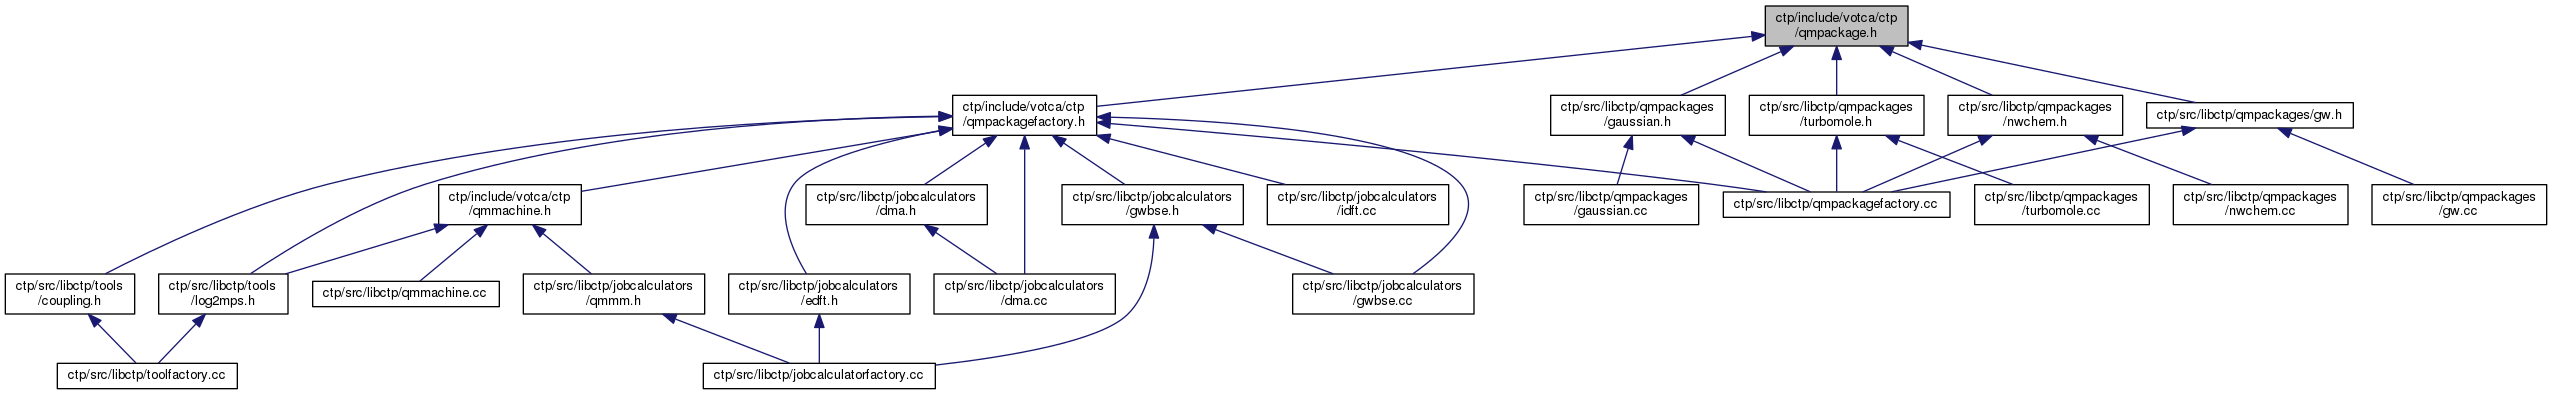 ctp/include/votca/ctp
/qmpackage.h
ctp/include/votca/ctp
/qmpackagefactory.h
ctp/src/libctp/qmpackages
/gaussian.h
ctp/src/libctp/qmpackages
/turbomole.h
ctp/src/libctp/qmpackages
/nwchem.h
ctp/src/libctp/qmpackages/gw.h
ctp/include/votca/ctp
/qmmachine.h
ctp/src/libctp/jobcalculators
/dma.h
ctp/src/libctp/jobcalculators
/gwbse.h
ctp/src/libctp/jobcalculators
/idft.cc
ctp/src/libctp/qmpackages
/gaussian.cc
ctp/src/libctp/qmpackagefactory.cc
ctp/src/libctp/qmpackages
/turbomole.cc
ctp/src/libctp/qmpackages
/nwchem.cc
ctp/src/libctp/qmpackages
/gw.cc
ctp/src/libctp/tools
/coupling.h
ctp/src/libctp/tools
/log2mps.h
ctp/src/libctp/qmmachine.cc
ctp/src/libctp/jobcalculators
/qmmm.h
ctp/src/libctp/jobcalculators
/edft.h
ctp/src/libctp/jobcalculators
/dma.cc
ctp/src/libctp/jobcalculators
/gwbse.cc
ctp/src/libctp/toolfactory.cc
ctp/src/libctp/jobcalculatorfactory.cc